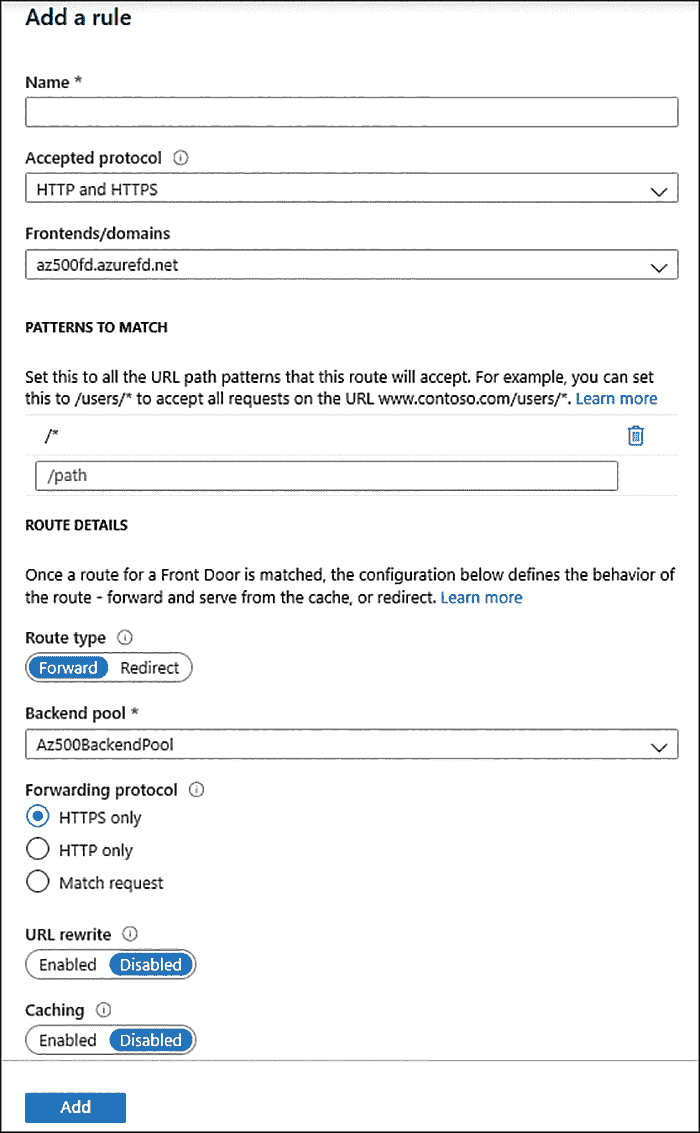 Add a rule
Name *
Accepted protocol
HTTP and HTTPS
Frontends/domains
az500fd.azurefd.net
PATTERNS TO MATCH
Set this to all the URL path patterns that this route will accept. For example, you can set
this to /users/* to accept all requests on the URL www.contoso.com/users/*. Learn more
/*
/path
ROUTE DETAILS
Once a route for a Front Door is matched, the configuration below defines the behavior of
the route - forward and serve from the cache, or redirect. Learn more
Route type
Forward Redirect
Backend pool *
Az500BackendPool
Forwarding protocol
HTTPS only
HTTP only
Match request
URL rewrite
Enabled Disabled
Caching
Enabled Disabled
Add